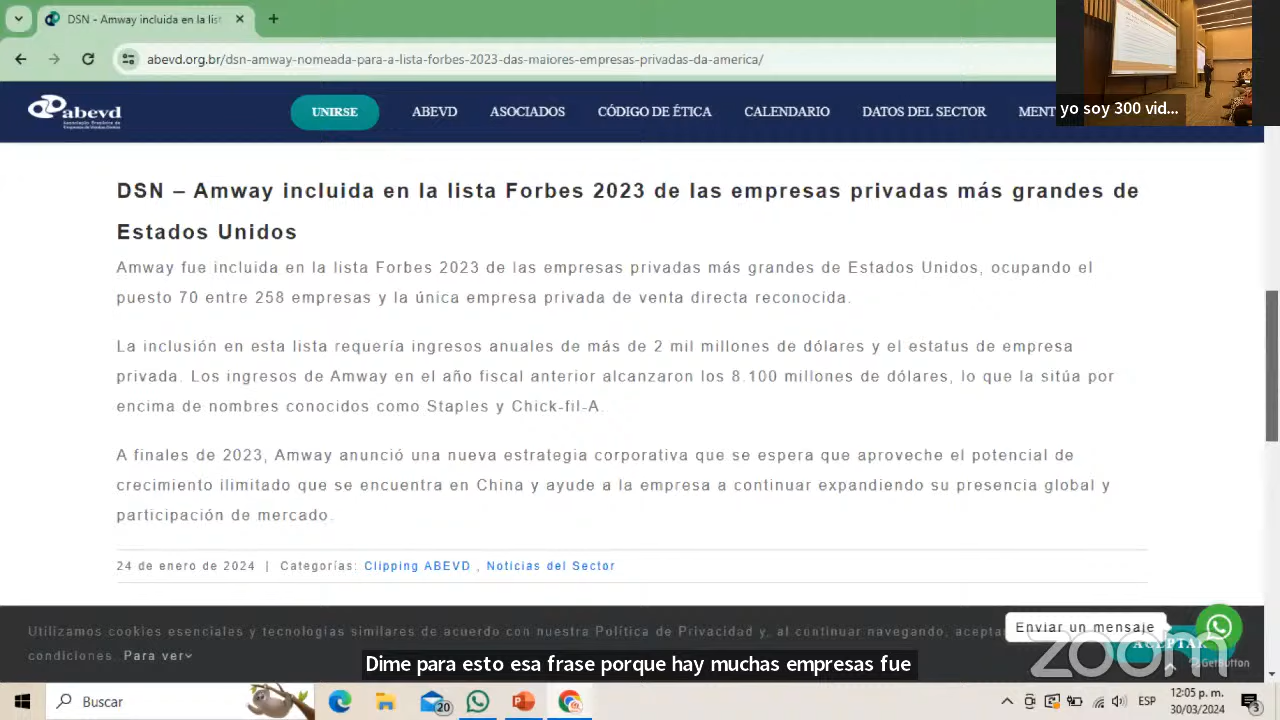 DSN - Amway incluida en la list
abevd.org.br/dsn-amway-nomeada-para-a-lista-forbes-2023-das-maiores-empresas-privadas-da-america/
yo soy 300 vid...
abevd
UNIRSE ABEVD ASOCIADOS CÓDIGO DE ÉTICA CALENDARIO DATOS DEL SECTOR MENT
DSN – Amway incluida en la lista Forbes 2023 de las empresas privadas más grandes de
Estados Unidos
Amway fue incluida en la lista Forbes 2023 de las empresas privadas más grandes de Estados Unidos, ocupando el
puesto 70 entre 258 empresas y la única empresa privada de venta directa reconocida.
La inclusión en esta lista requería ingresos anuales de más de 2 mil millones de dólares y el estatus de empresa
privada. Los ingresos de Amway en el año fiscal anterior alcanzaron los 8.100 millones de dólares, lo que la sitúa por
encima de nombres conocidos como Staples y Chick-fil-A.
A finales de 2023, Amway anunció una nueva estrategia corporativa que se espera que aproveche el potencial de
crecimiento ilimitado que se encuentra en China y ayude a la empresa a continuar expandiendo su presencia global y
participación de mercado.
24 de enero de 2024 | Categorías: Clipping ABEVD , Noticias del Sector
Utilizamos cookies esenciales y tecnologías similares de acuerdo con nuestra Política de Privacidad y, al continuar navegando, acepta
condiciones. Para ver
Enviar un mensaje
ACEPTAR
zoom
GetButton
Dime para esto esa frase porque hay muchas empresas fue
Buscar
20
ESP
12:05 p. m.
30/03/2024
3